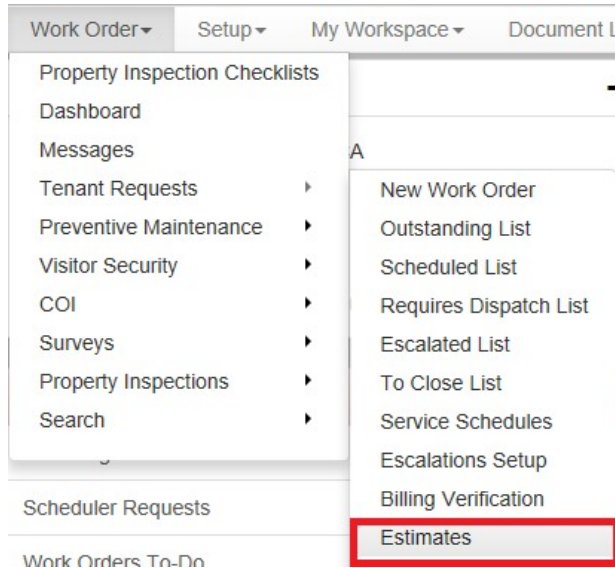 Work Order My Workspace Setup Document
Property Inspection Checklists
Dashboard
Messages
A
Tenant Requests
Preventive Maintenance
Visitor Security
COI
Surveys
Property Inspections
Search
New Work Order
Outstanding List
Scheduled List
Requires Dispatch List
Escalated List
To Close List
Service Schedules
Escalations Setup
Billing Verification
Estimates
Scheduler Requests
Work Orders To-Do